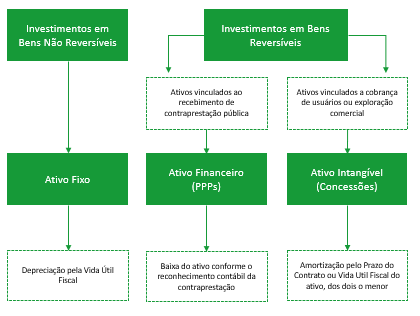 Investimentos em
Bens Não Reversíveis
Investimentos em Bens
Reversíveis
Ativos vinculados ao
recebimento de
contraprestação pública
Ativos vinculados a cobrança
de usuários ou exploração
comercial
Ativo Fixo
Ativo Financeiro
(PPPs)
Ativo Intangível
(Concessões)
Depreciação pela Vida Útil
Fiscal
Baixa do ativo conforme o
reconhecimento contábil da
contraprestação
Amortização pelo Prazo do
Contrato ou Vida Util Fiscal do
ativo, dos dois o menor